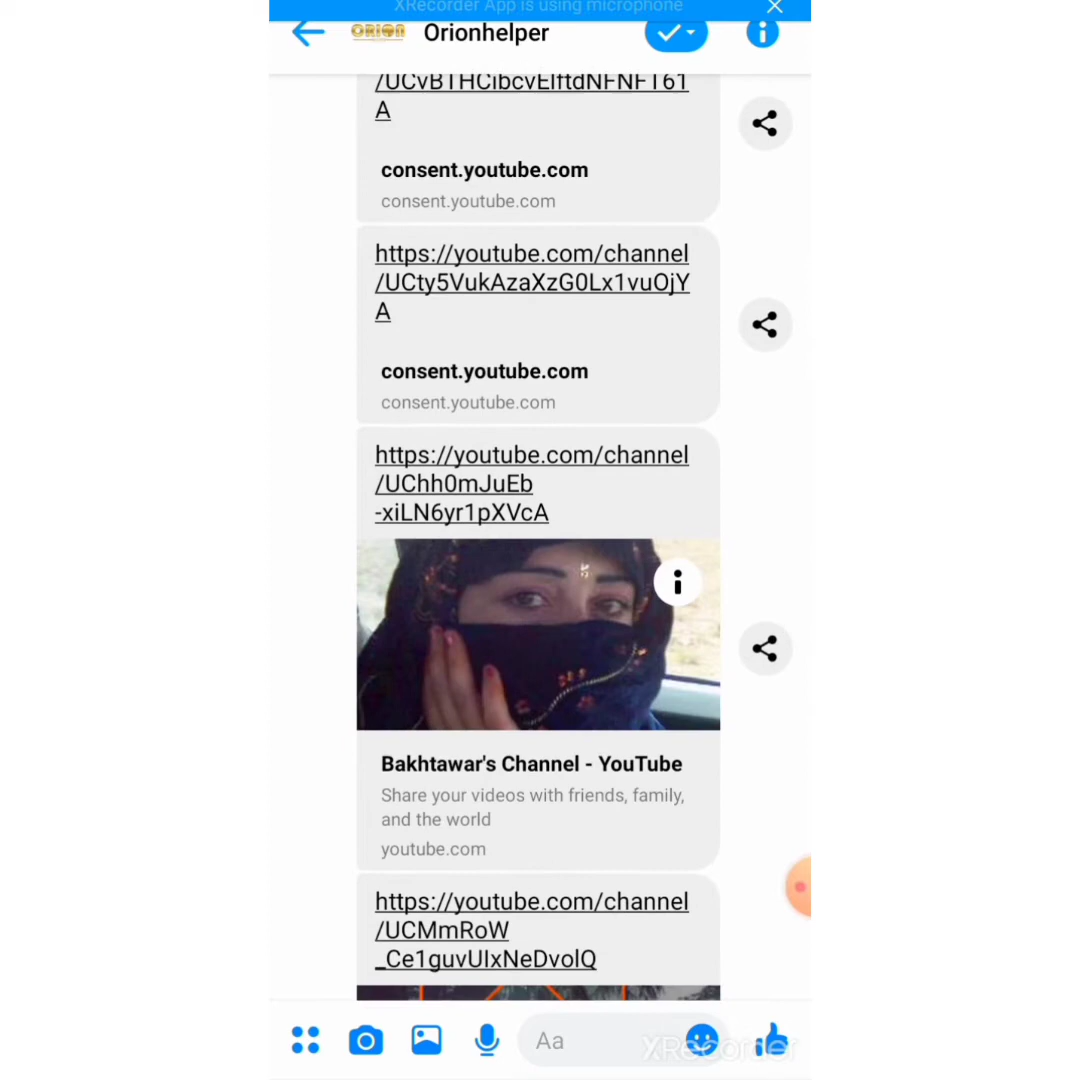 XRecorder App is using microphone
ORION Orionhelper
/UCvBTHCibcvElftdNFNFT61
A
consent.youtube.com
consent.youtube.com
https://youtube.com/channel
/UCty5VukAzaXzG0Lx1vuOjY
A
consent.youtube.com
consent.youtube.com
https://youtube.com/channel
/UChh0mJuEb
-xiLN6yr1pXVcA
Bakhtawar's Channel - YouTube
Share your videos with friends, family,
and the world
youtube.com
https://youtube.com/channel
/UCMmRoW
_Ce1guvUIxNeDvolQ
Aa
XRecorder